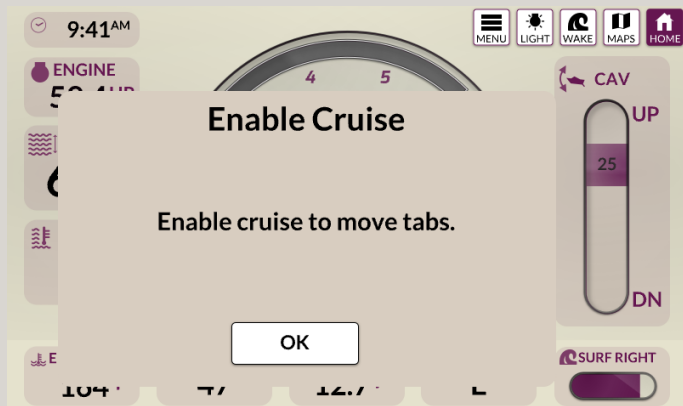 9:41AM
MENU
LIGHT
WAKE
MAPS
HOME
ENGINE
4
5
CAV
UP
25
DN
Enable Cruise
Enable cruise to move tabs.
OK
SURF RIGHT